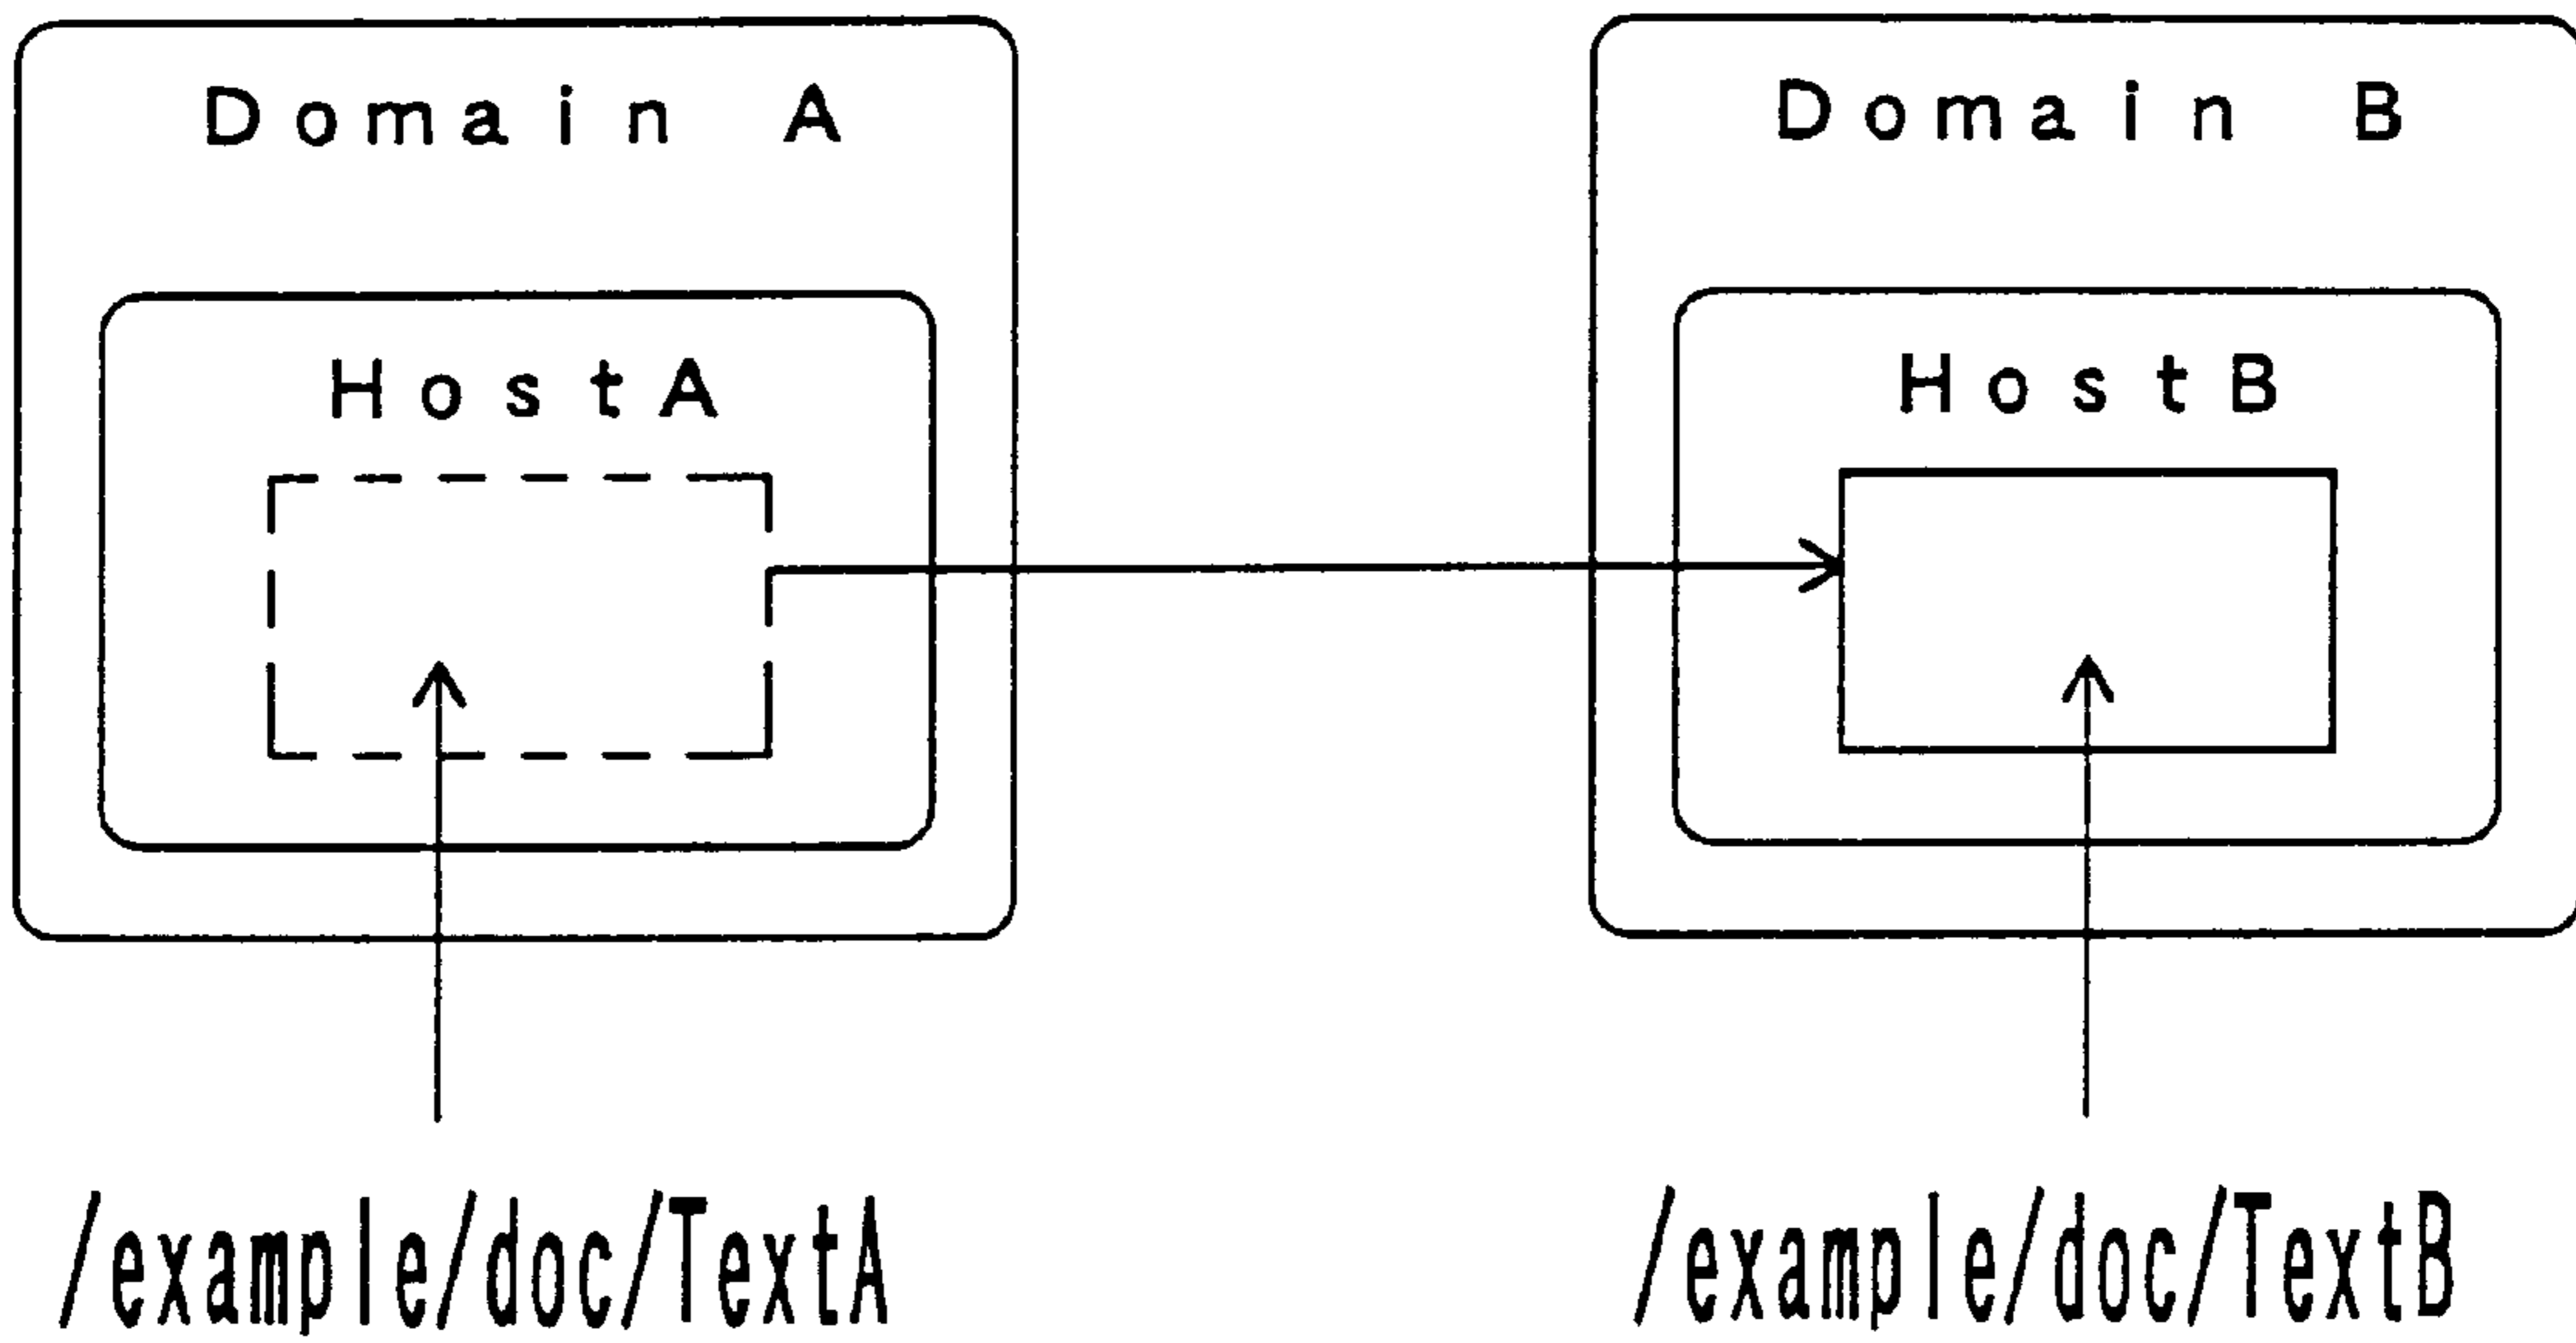 Domain A
HostA
/example/doc/TextA
Domain B
HostB
/example/doc/TextB